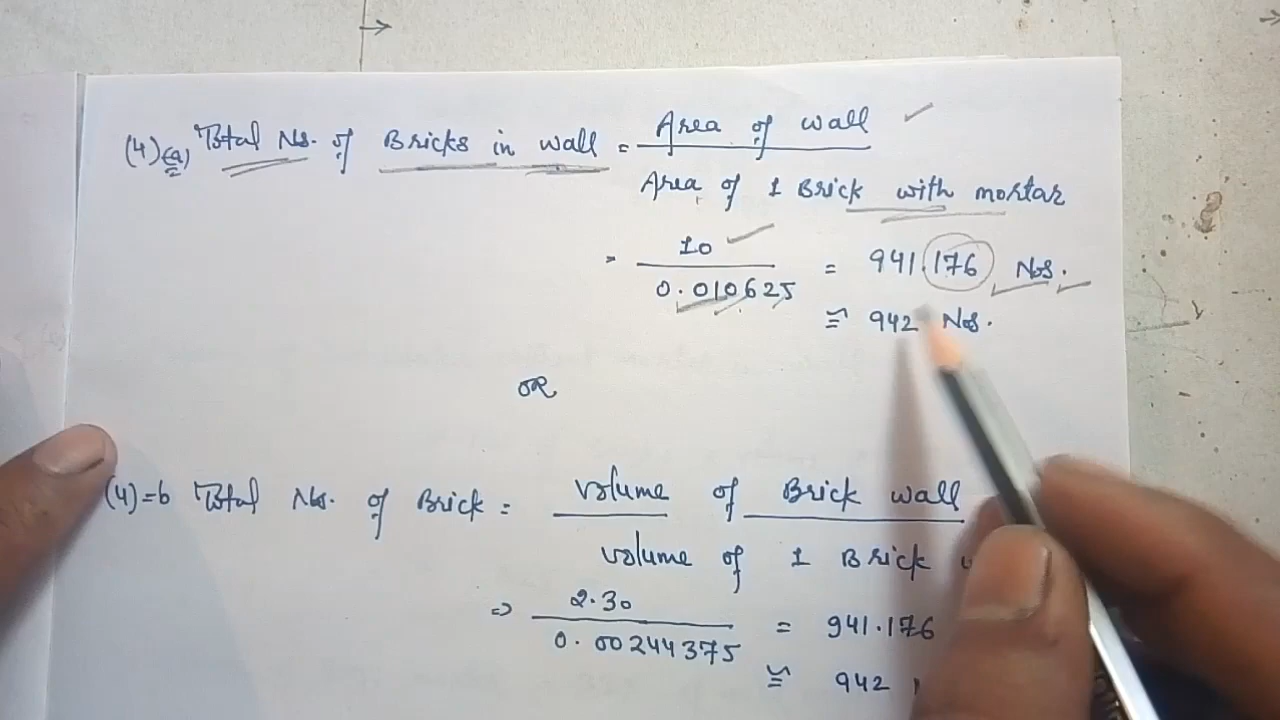 (4)(a) Total Ns. of Bricks in wall = Area of wall
Area of 1 Brick with mortar
= 10 / 0.010625 = 941.176 Nos.
≅ 942 Nos.
OR
(4)=b Total Nos. of Brick = volume of Brick wall
volume of 1 Brick
=> 2.30 / 0.00244375 = 941.176
≅ 942